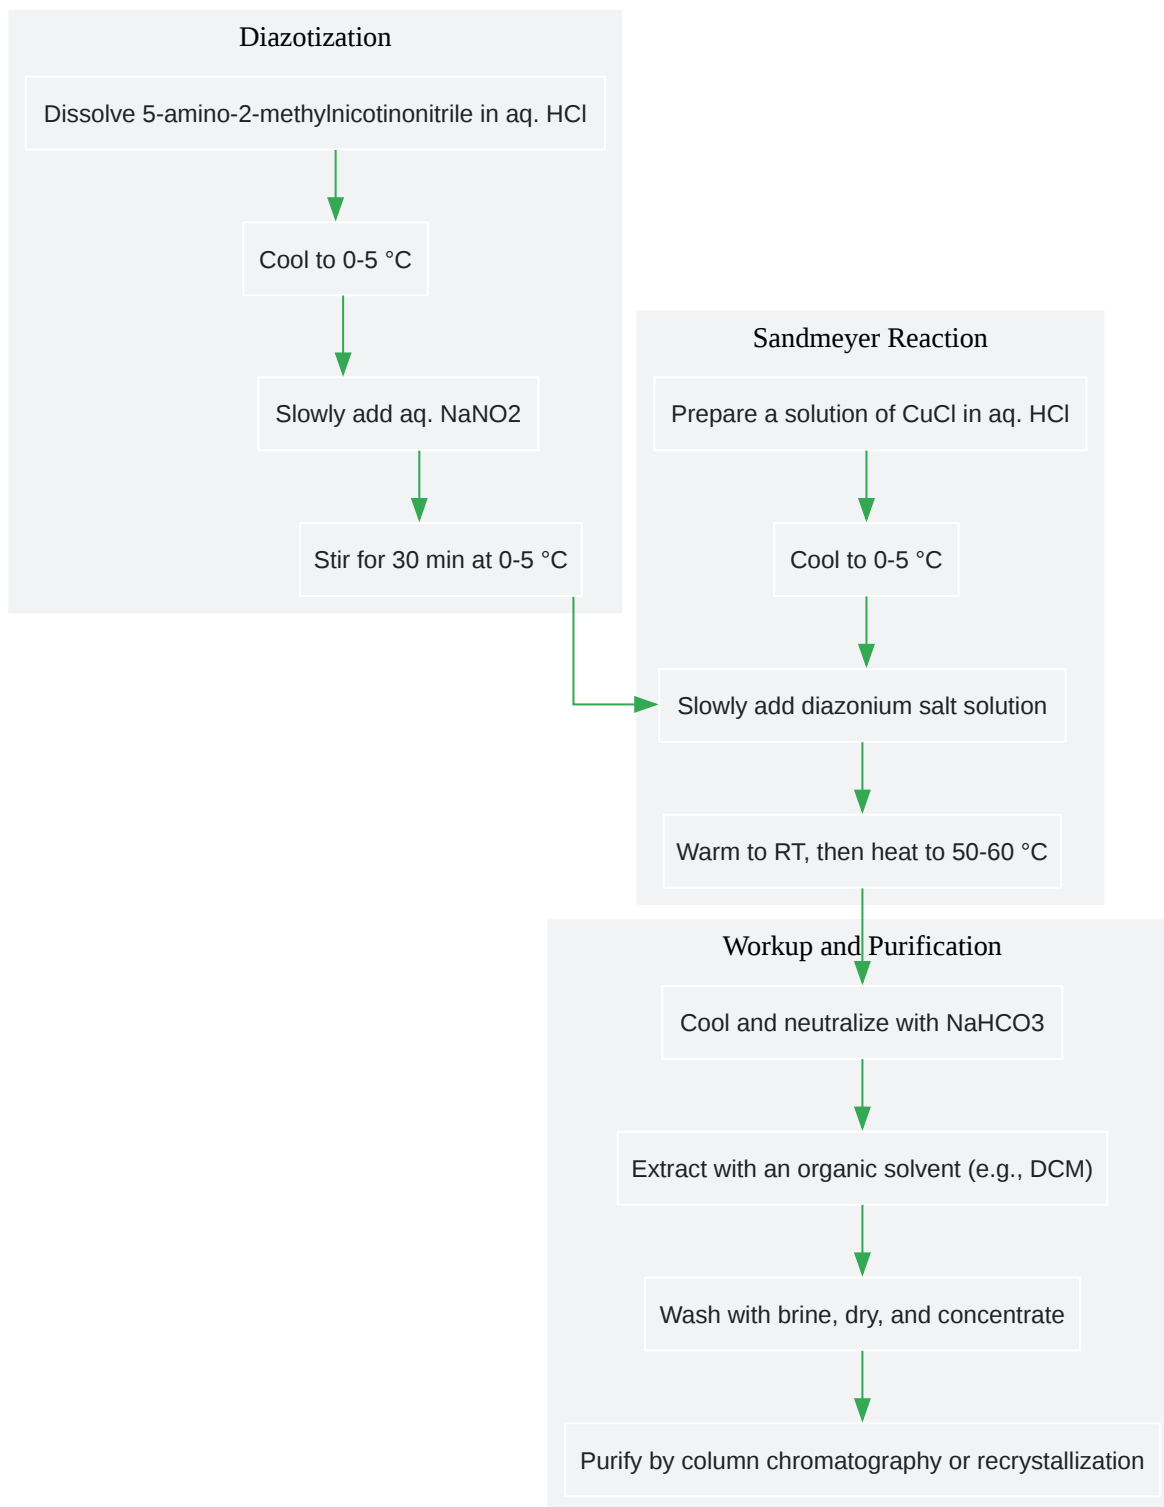 Diazotization
Dissolve 5-amino-2-methylnicotinonitrile in aq. HCl
Cool to 0-5 °C
Slowly add aq. NaNO2
Stir for 30 min at 0-5 °C
Sandmeyer Reaction
Prepare a solution of CuCl in aq. HCl
Cool to 0-5 °C
Slowly add diazonium salt solution
Warm to RT, then heat to 50-60 °C
Workup and Purification
Cool and neutralize with NaHCO3
Extract with an organic solvent (e.g., DCM)
Wash with brine, dry, and concentrate
Purify by column chromatography or recrystallization